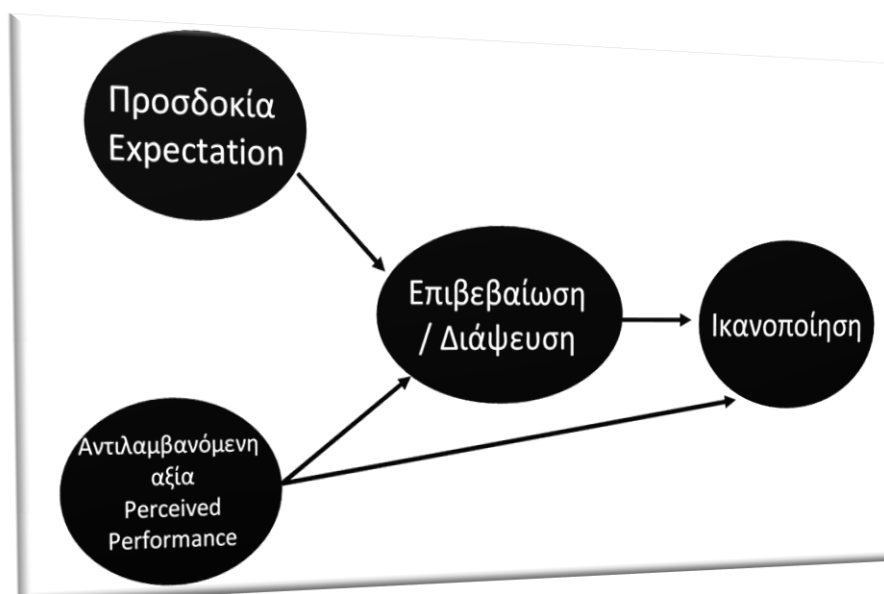 Προσδοκία
Expectation
Επιβεβαίωση
/ Διάψευση
Ικανοποίηση
Αντιλαμβανόμενη
αξία
Perceived
Performance